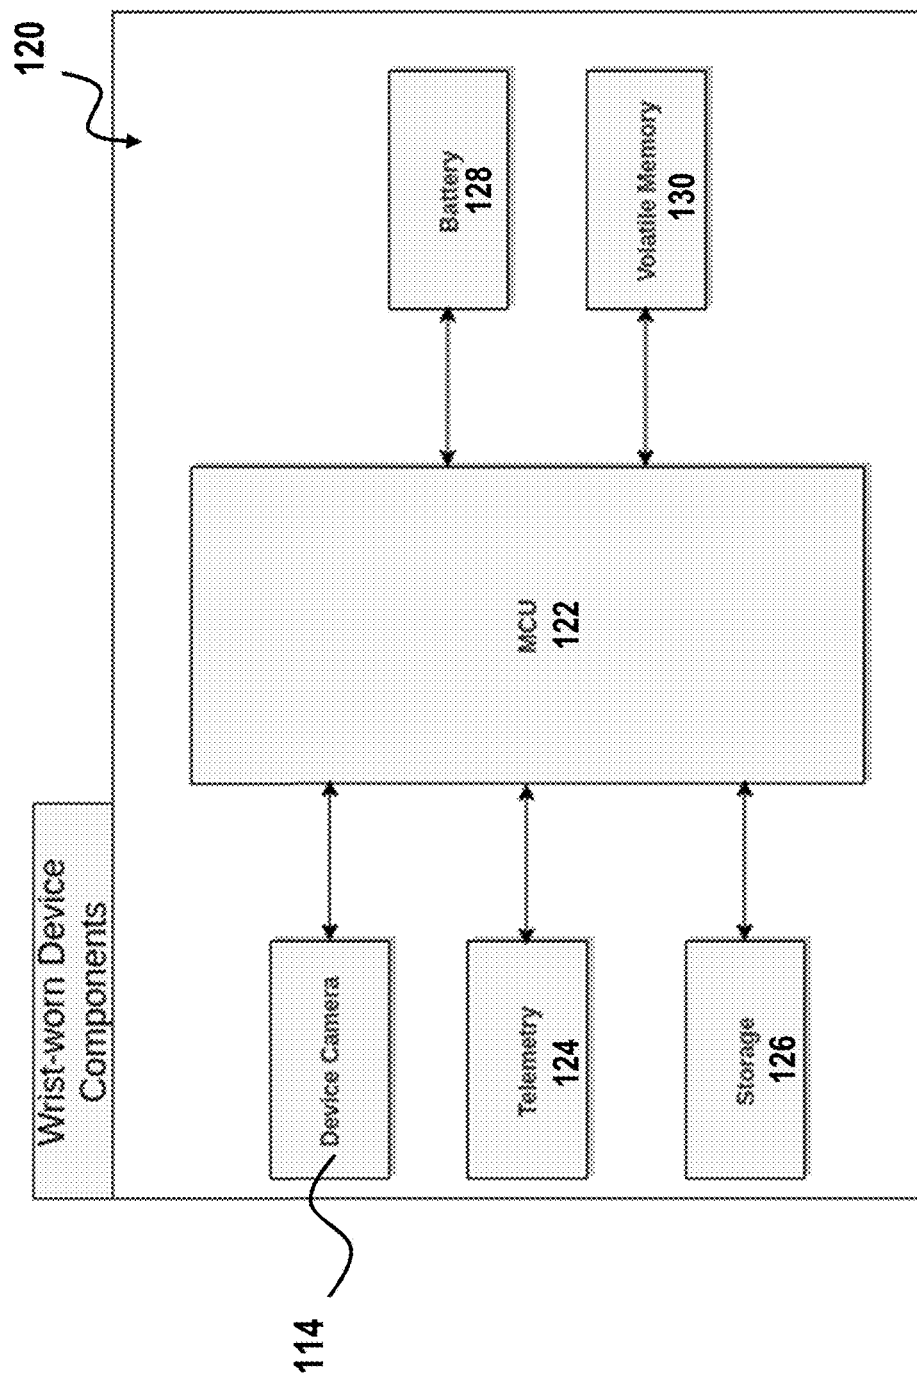 Wrist-worn Device
Components
120
114
Device Camera
Telemetry
124
Storage
126
MCU
122
Battery
128
Volatile Memory
130